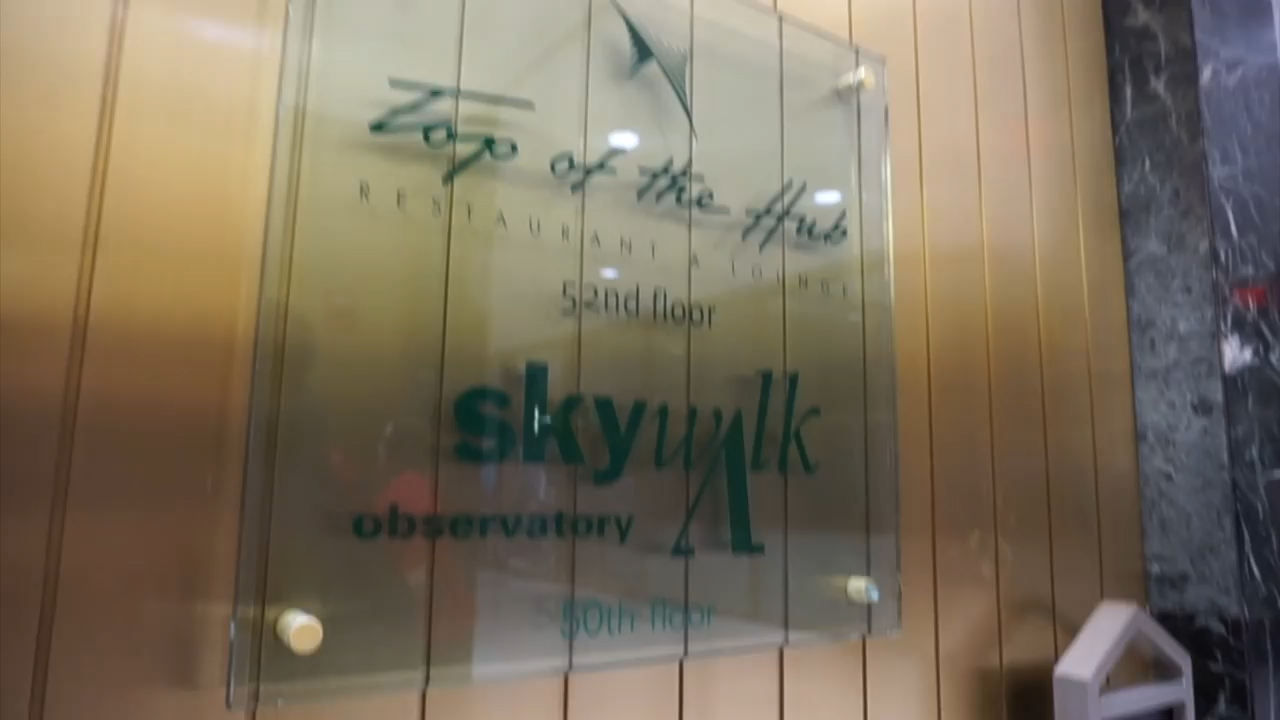 Top of the Hub
RESTAURANT & LOUNGE
52nd floor
skywalk
observatory
50th floor